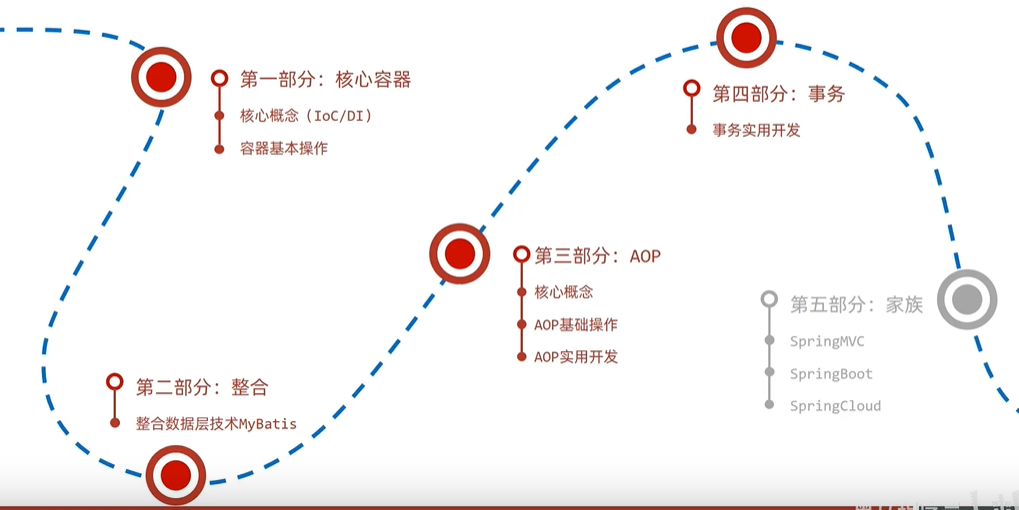 第一部分：核心容器
核心概念（IoC/DI）
容器基本操作
第二部分：整合
整合数据层技术MyBatis
第三部分：AOP
核心概念
AOP基础操作
AOP实用开发
第四部分：事务
事务实用开发
第五部分：家族
SpringMVC
SpringBoot
SpringCloud